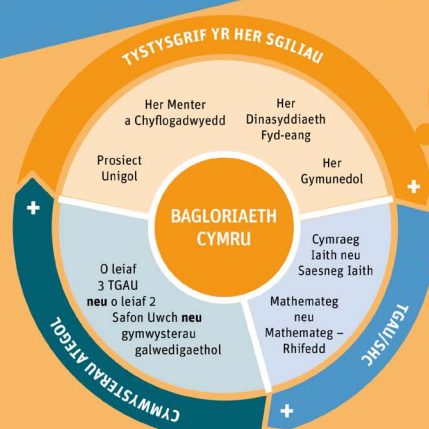 TYSTYSGRIF YR HER SGILIAU
Her Menter
a Chyflogadwyedd
Her
Dinasyddiaeth
Fyd-eang
Prosiect
Unigol
Her
Gymunedol
BAGLORIAETH
CYMRU
Cymraeg
Iaith neu
Saesneg Iaith
Mathemateg
neu
Mathemateg –
Rhifedd
O leiaf
3 TGAU
neu o leiaf 2
Safon Uwch neu
gymwysterau
galwedigaethol
TGAU/SHC
CYMWYSTERAU ATEGOL
+
+
+